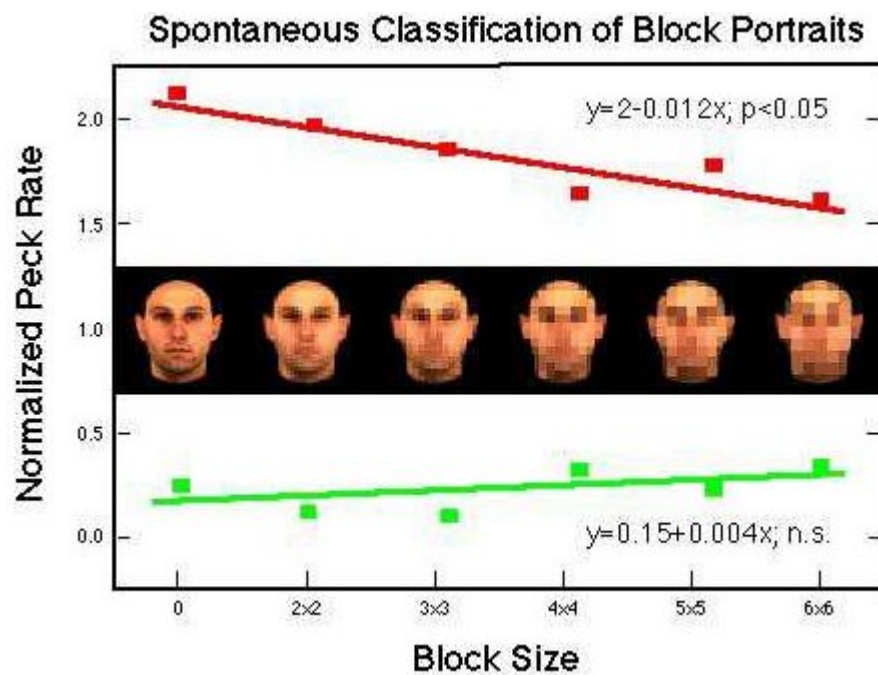 Spontaneous Classification of Block Portraits
Normalized Peck Rate
2.0
1.5
1.0
0.5
0.0
y=2-0.012x; p<0.05
y=0.15+0.004x; n.s.
0 2x2 3x3 4x4 5x5 6x6
Block Size